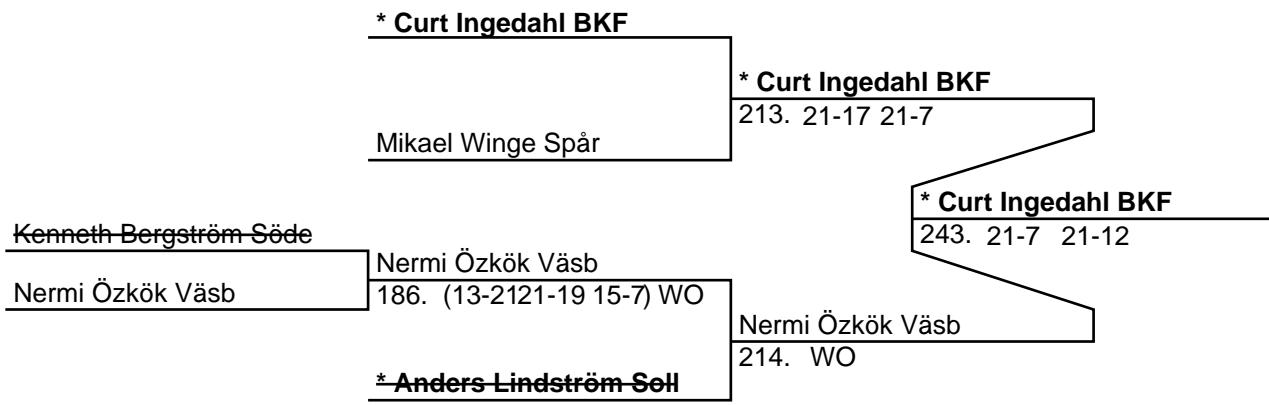 * Curt Ingedahl BKF
* Curt Ingedahl BKF
213. 21-17 21-7
Mikael Winge Spår
* Curt Ingedahl BKF
243. 21-7 21-12
Kenneth Bergström Söde
Nermi Özkök Väsb
Nermi Özkök Väsb
186. (13-2121-19 15-7) WO
Nermi Özkök Väsb
214. WO
* Anders Lindström Soll